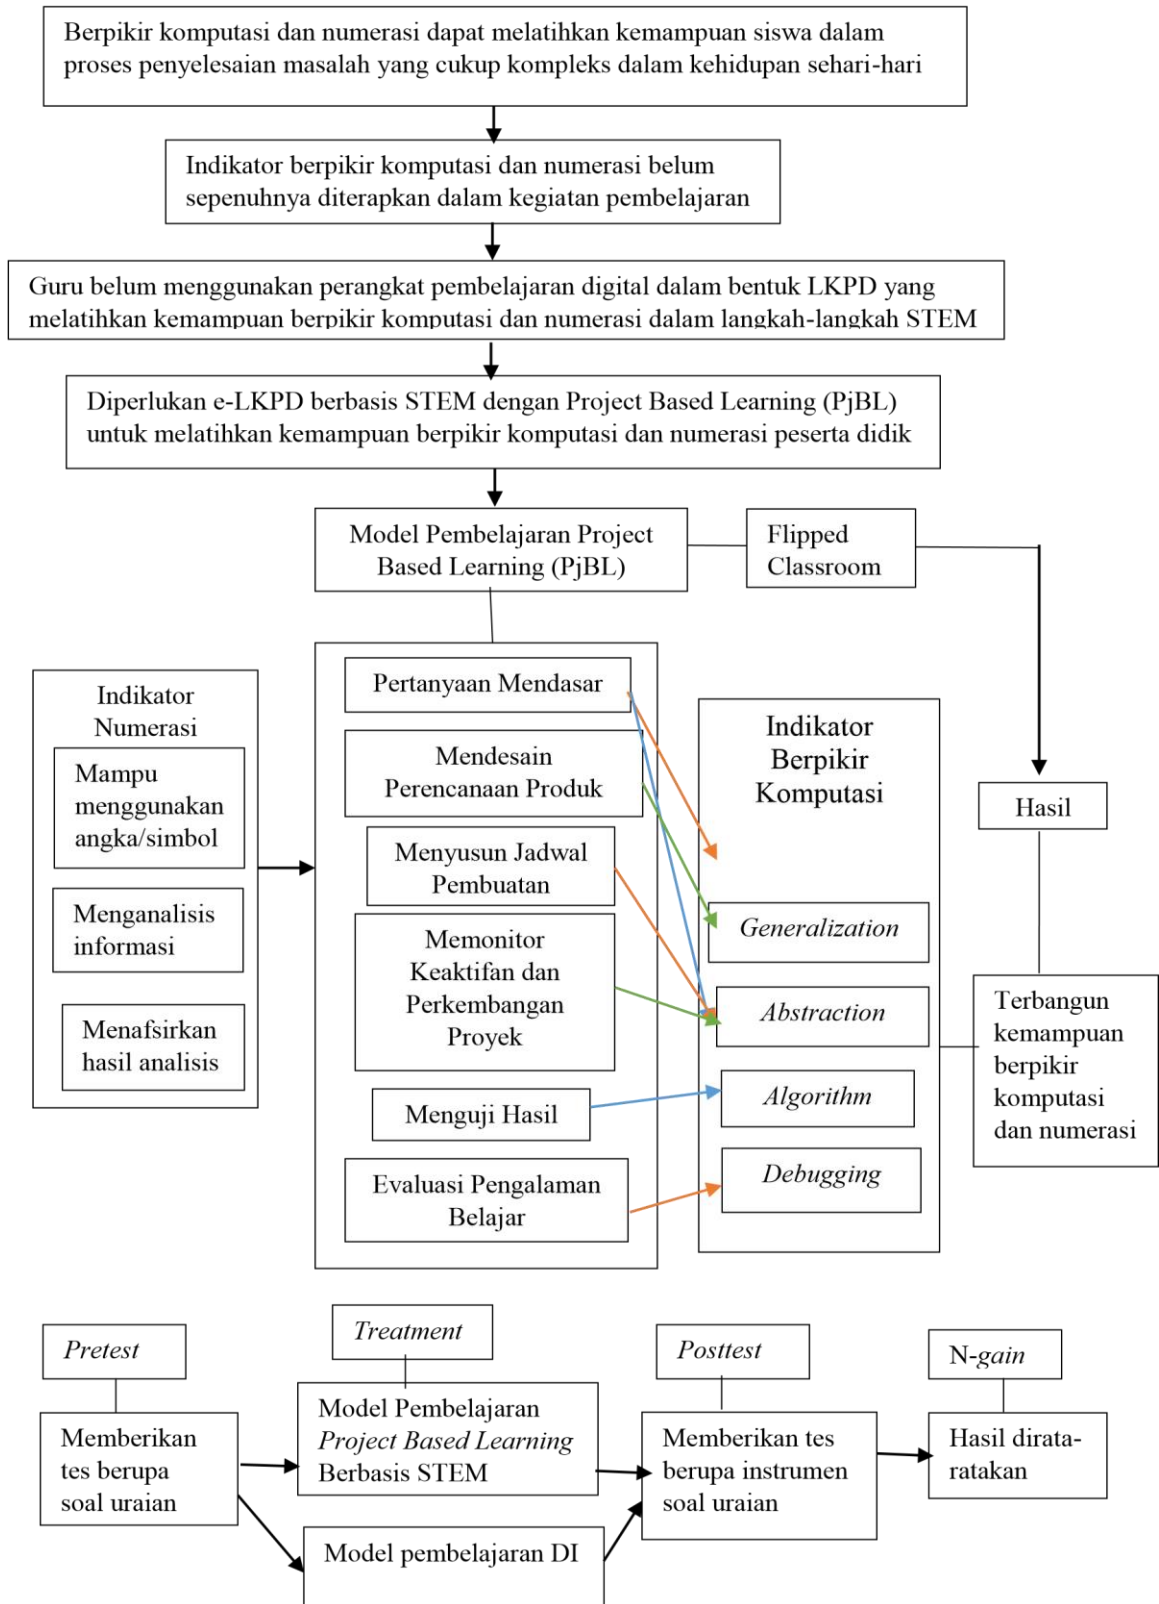 Berpikir komputasi dan numerasi dapat melatihkan kemampuan siswa dalam
proses penyelesaian masalah yang cukup kompleks dalam kehidupan sehari-hari
Indikator berpikir komputasi dan numerasi belum
sepenuhnya diterapkan dalam kegiatan pembelajaran
Guru belum menggunakan perangkat pembelajaran digital dalam bentuk LKPD yang
melatihkan kemampuan berpikir komputasi dan numerasi dalam langkah-langkah STEM
Diperlukan e-LKPD berbasis STEM dengan Project Based Learning (PjBL)
untuk melatihkan kemampuan berpikir komputasi dan numerasi peserta didik
Model Pembelajaran Project
Based Learning (PjBL)
Flipped
Classroom
Indikator
Numerasi
Mampu
menggunakan
angka/simbol
Menganalisis
informasi
Menafsirkan
hasil analisis
Pertanyaan Mendasar
Mendesain
Perencanaan Produk
Menyusun Jadwal
Pembuatan
Memonitor
Keaktifan dan
Perkembangan
Proyek
Menguji Hasil
Evaluasi Pengalaman
Belajar
Indikator
Berpikir
Komputasi
Generalization
Abstraction
Algorithm
Debugging
Hasil
Terbangun
kemampuan
berpikir
komputasi
dan numerasi
Pretest
Treatment
Posttest
N-gain
Memberikan
tes berupa
soal uraian
Model Pembelajaran
Project Based Learning
Berbasis STEM
Model pembelajaran DI
Memberikan tes
berupa instrumen
soal uraian
Hasil dirata-
ratakan